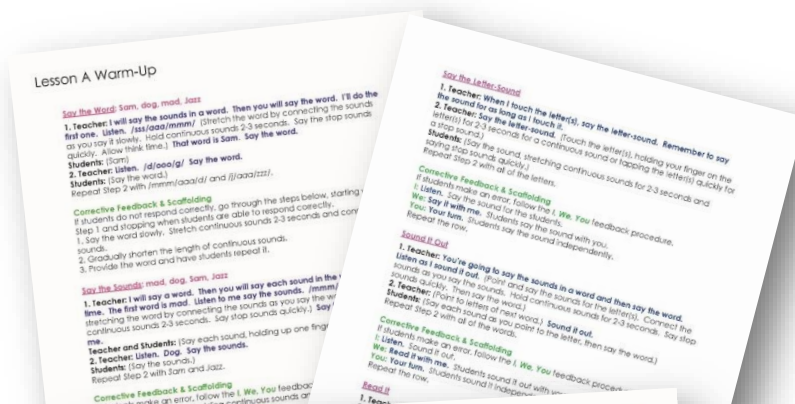 Lesson A Warm-Up
Say the Word: Sam, dog, mad, Jazz
1. Teacher: I will say the sounds in a word. Then you will say the word. I'll do the
first one. Listen. /sss/aaa/mmm/ (Stretch the word by connecting the sounds
as you say it slowly. Hold continuous sounds 2-3 seconds. Say the stop sounds
quickly. Allow think time.) That word is Sam. Say the word.
Students: (Sam)
2. Teacher: Listen. /d/ooo/g/ Say the word.
Students: (Say the word.)
Repeat Step 2 with /mmm/aaa/d/ and /j/aaa/zzz/.
Corrective Feedback & Scaffolding
If students do not respond correctly, go through the steps below, starting
Step 1 and stopping when students are able to respond correctly.
1. Say the word slowly. Stretch continuous sounds 2-3 seconds and
sounds.
2. Gradually shorten the length of continuous sounds.
3. Provide the word and have students repeat it.
Say the Sounds: mad, dog, Sam, Jazz
1. Teacher: I will say a word. Then you will say each sound in the
time. The first word is mad. Listen to me say the sounds. /mmm/
stretching the word by connecting the sounds as you say the
continuous sounds 2-3 seconds. Say stop sounds quickly.) Say
me.
Teacher and Students: (Say each sound, holding up one
2. Teacher: Listen. Dog. Say the sounds.
Students: (Say the sounds.)
Repeat Step 2 with Sam and Jazz.
Corrective Feedback & Scaffolding
students make an error, follow the I, We, You
continuous sounds
Say the Letter-Sound
1. Teacher: When I touch the letter(s), say the letter-sound. Remember to say
the sound for as long as I touch it.
2. Teacher: Say the letter-sound. (Touch the letter(s), holding your finger on the
letter(s) for 2-3 seconds for a continuous sound or tapping the letter(s) quickly for
a stop sound.)
Students: (Say the sound, stretching continuous sounds for 2-3 seconds and
saying stop sounds quickly.)
Repeat Step 2 with all of the letters.
Corrective Feedback & Scaffolding
If students make an error, follow the I, We, You feedback procedure.
I: Listen. Say the sound for the students.
We: Say it with me. Students say the sound with you.
You: Your turn. Students say the sound independently.
Repeat the row.
Sound It Out
1. Teacher: You're going to say the sounds in a word and then say the word.
Listen as I sound it out. (Point and say the sounds for the letter(s). Connect the
sounds as you say the sounds. Hold continuous sounds for 2-3 seconds. Say stop
sounds quickly. Then say the word.)
2. Teacher: (Point to letters of next word.) Sound it out.
Students: (Say each sound as you point to the letter, then say the word.)
Repeat Step 2 with all of the words.
Corrective Feedback & Scaffolding
If students make an error, follow the I, We, You feedback
I: Listen. Sound it out.
We: Read it with me. Students sound it out with
You: Your turn. Students sound it
Repeat the row.
Read It
1.